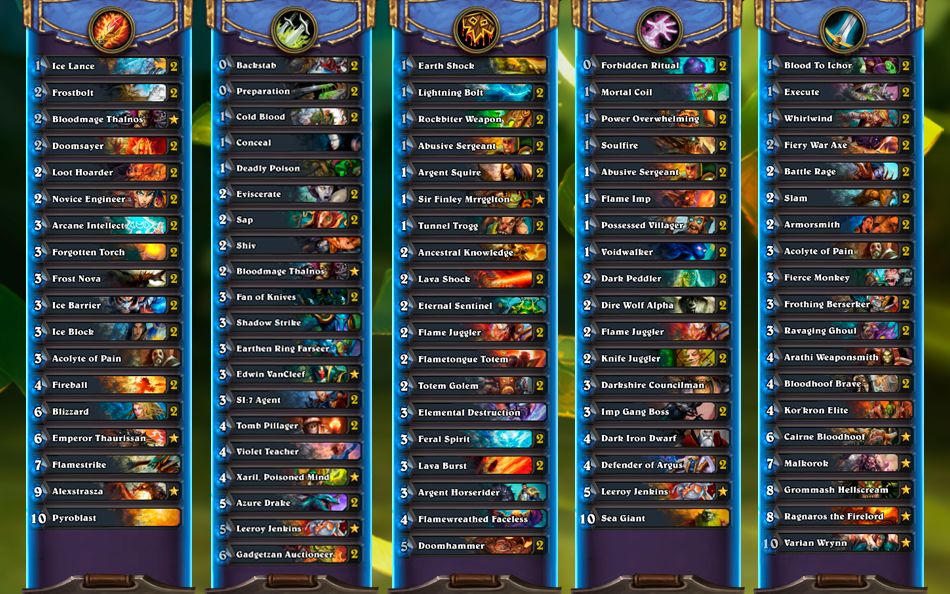 1 Ice Lance 2
2 Frostbolt 2
2 Bloodmage Thalnos
2 Doomsayer 2
2 Loot Hoarder 2
2 Novice Engineer 2
3 Arcane Intellect 2
3 Forgotten Torch 2
3 Frost Nova 2
3 Ice Barrier 2
3 Ice Block 2
3 Acolyte of Pain
4 Fireball 2
6 Blizzard 2
6 Emperor Thaurissan
7 Flamestrike
9 Alexstrasza
10 Pyroblast
0 Backstab 2
0 Preparation 2
1 Cold Blood 2
1 Conceal
1 Deadly Poison
2 Eviscerate 2
2 Sap 2
2 Shiv
2 Bloodmage Thalnos
3 Fan of Knives 2
3 Shadow Strike
3 Earthen Ring Farseer 2
3 Edwin VanCleef
3 SI:7 Agent 2
4 Tomb Pillager 2
4 Violet Teacher
4 Xaril, Poisoned Mind
5 Azure Drake 2
5 Leeroy Jenkins
6 Gadgetzan Auctioneer 2
1 Earth Shock
1 Lightning Bolt 2
1 Rockbiter Weapon 2
1 Abusive Sergeant 2
1 Argent Squire 2
1 Sir Finley Mrrgglton
1 Tunnel Trogg 2
2 Ancestral Knowledge
2 Lava Shock 2
2 Eternal Sentinel 2
2 Flame Juggler 2
2 Flametongue Totem
2 Totem Golem 2
3 Elemental Destruction
3 Feral Spirit 2
3 Lava Burst 2
3 Argent Horserider
4 Flamewreathed Faceless
5 Doomhammer 2
0 Forbidden Ritual 2
1 Mortal Coil
1 Power Overwhelming 2
1 Soulfire 2
1 Abusive Sergeant 2
1 Flame Imp 2
1 Possessed Villager 2
1 Voidwalker 2
2 Dark Peddler 2
2 Dire Wolf Alpha 2
2 Flame Juggler 2
2 Knife Juggler 2
3 Darkshire Councilman
3 Imp Gang Boss 2
4 Dark Iron Dwarf
4 Defender of Argus 2
5 Leeroy Jenkins
10 Sea Giant
1 Blood To Ichor 2
1 Execute 2
1 Whirlwind 2
2 Fiery War Axe 2
2 Battle Rage 2
2 Slam 2
2 Armorsmith 2
3 Acolyte of Pain 2
3 Fierce Monkey 2
3 Frothing Berserker 2
3 Ravaging Ghoul 2
4 Arathi Weaponsmith
4 Bloodhoof Brave 2
4 Kor'kron Elite 2
6 Cairne Bloodhoof
7 Malkorok
8 Grommash Hellscream
8 Ragnaros the Firelord
10 Varian Wrynn